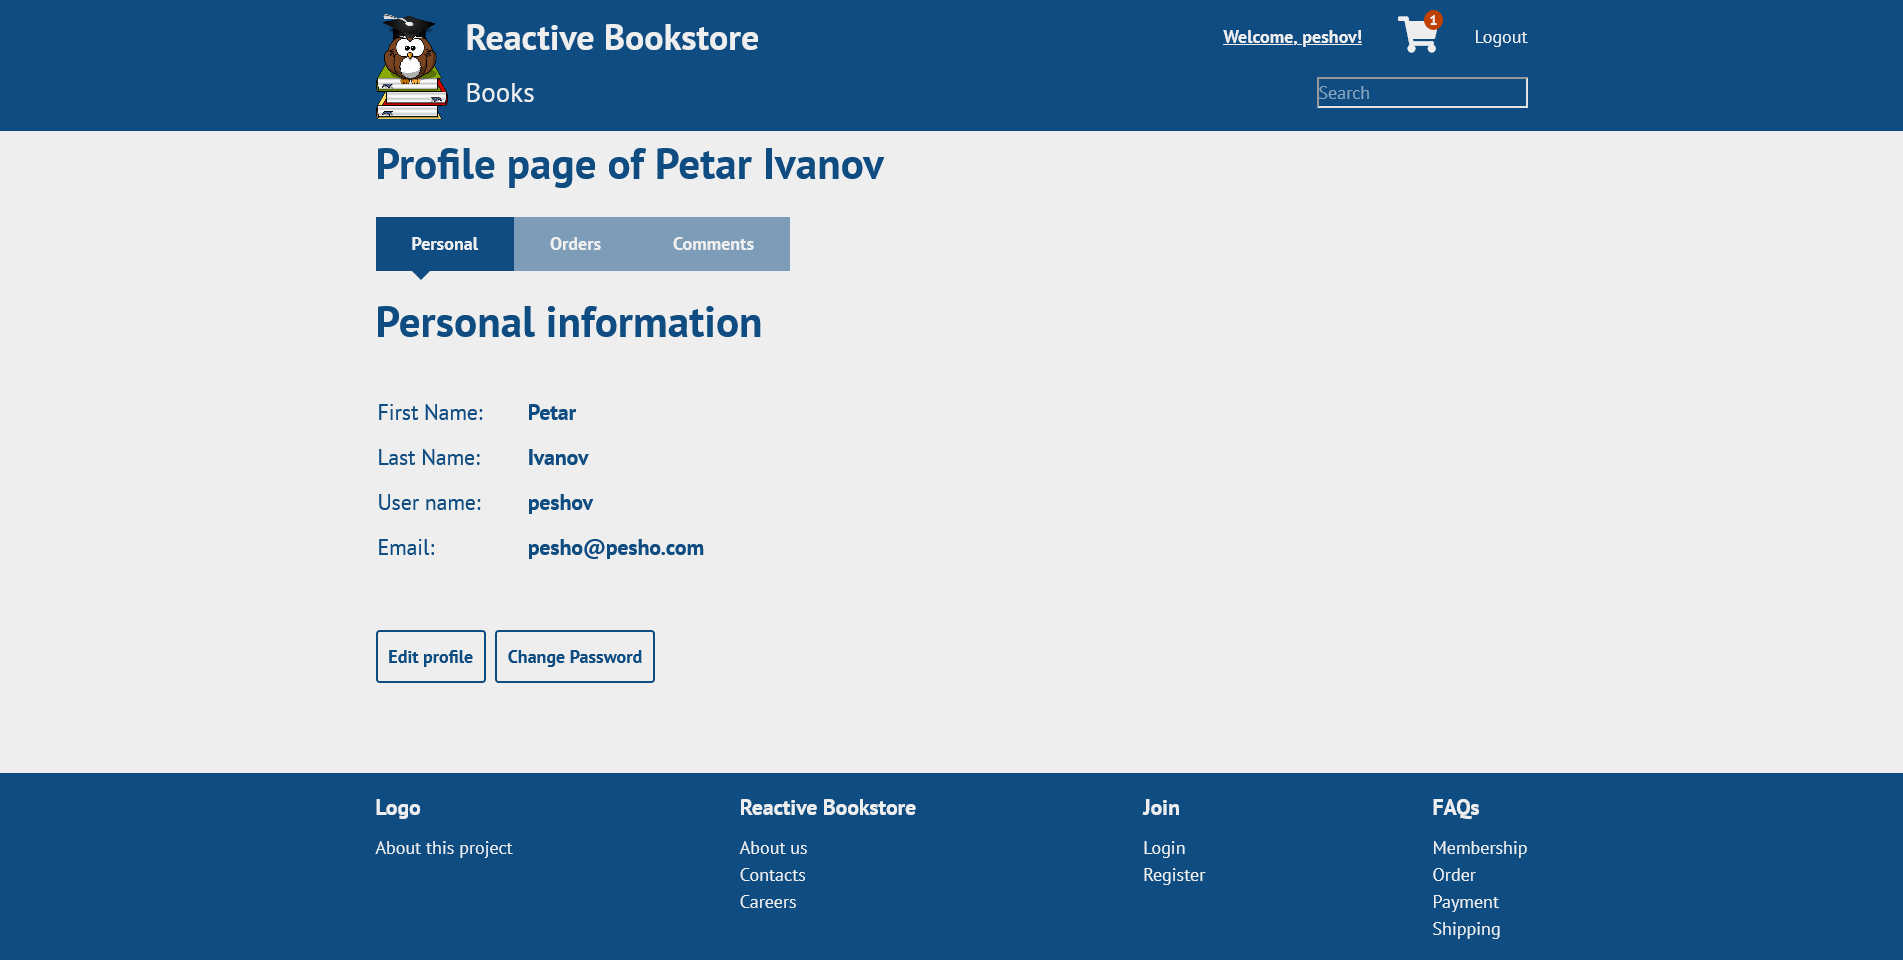 Reactive Bookstore
Welcome, peshov!
1
Logout
Books
Search
Profile page of Petar Ivanov
Personal Orders Comments
Personal information
First Name: Petar
Last Name: Ivanov
User name: peshov
Email: pesho@pesho.com
Edit profile Change Password
Logo
About this project
Reactive Bookstore
About us
Contacts
Careers
Join
Login
Register
FAQs
Membership
Order
Payment
Shipping